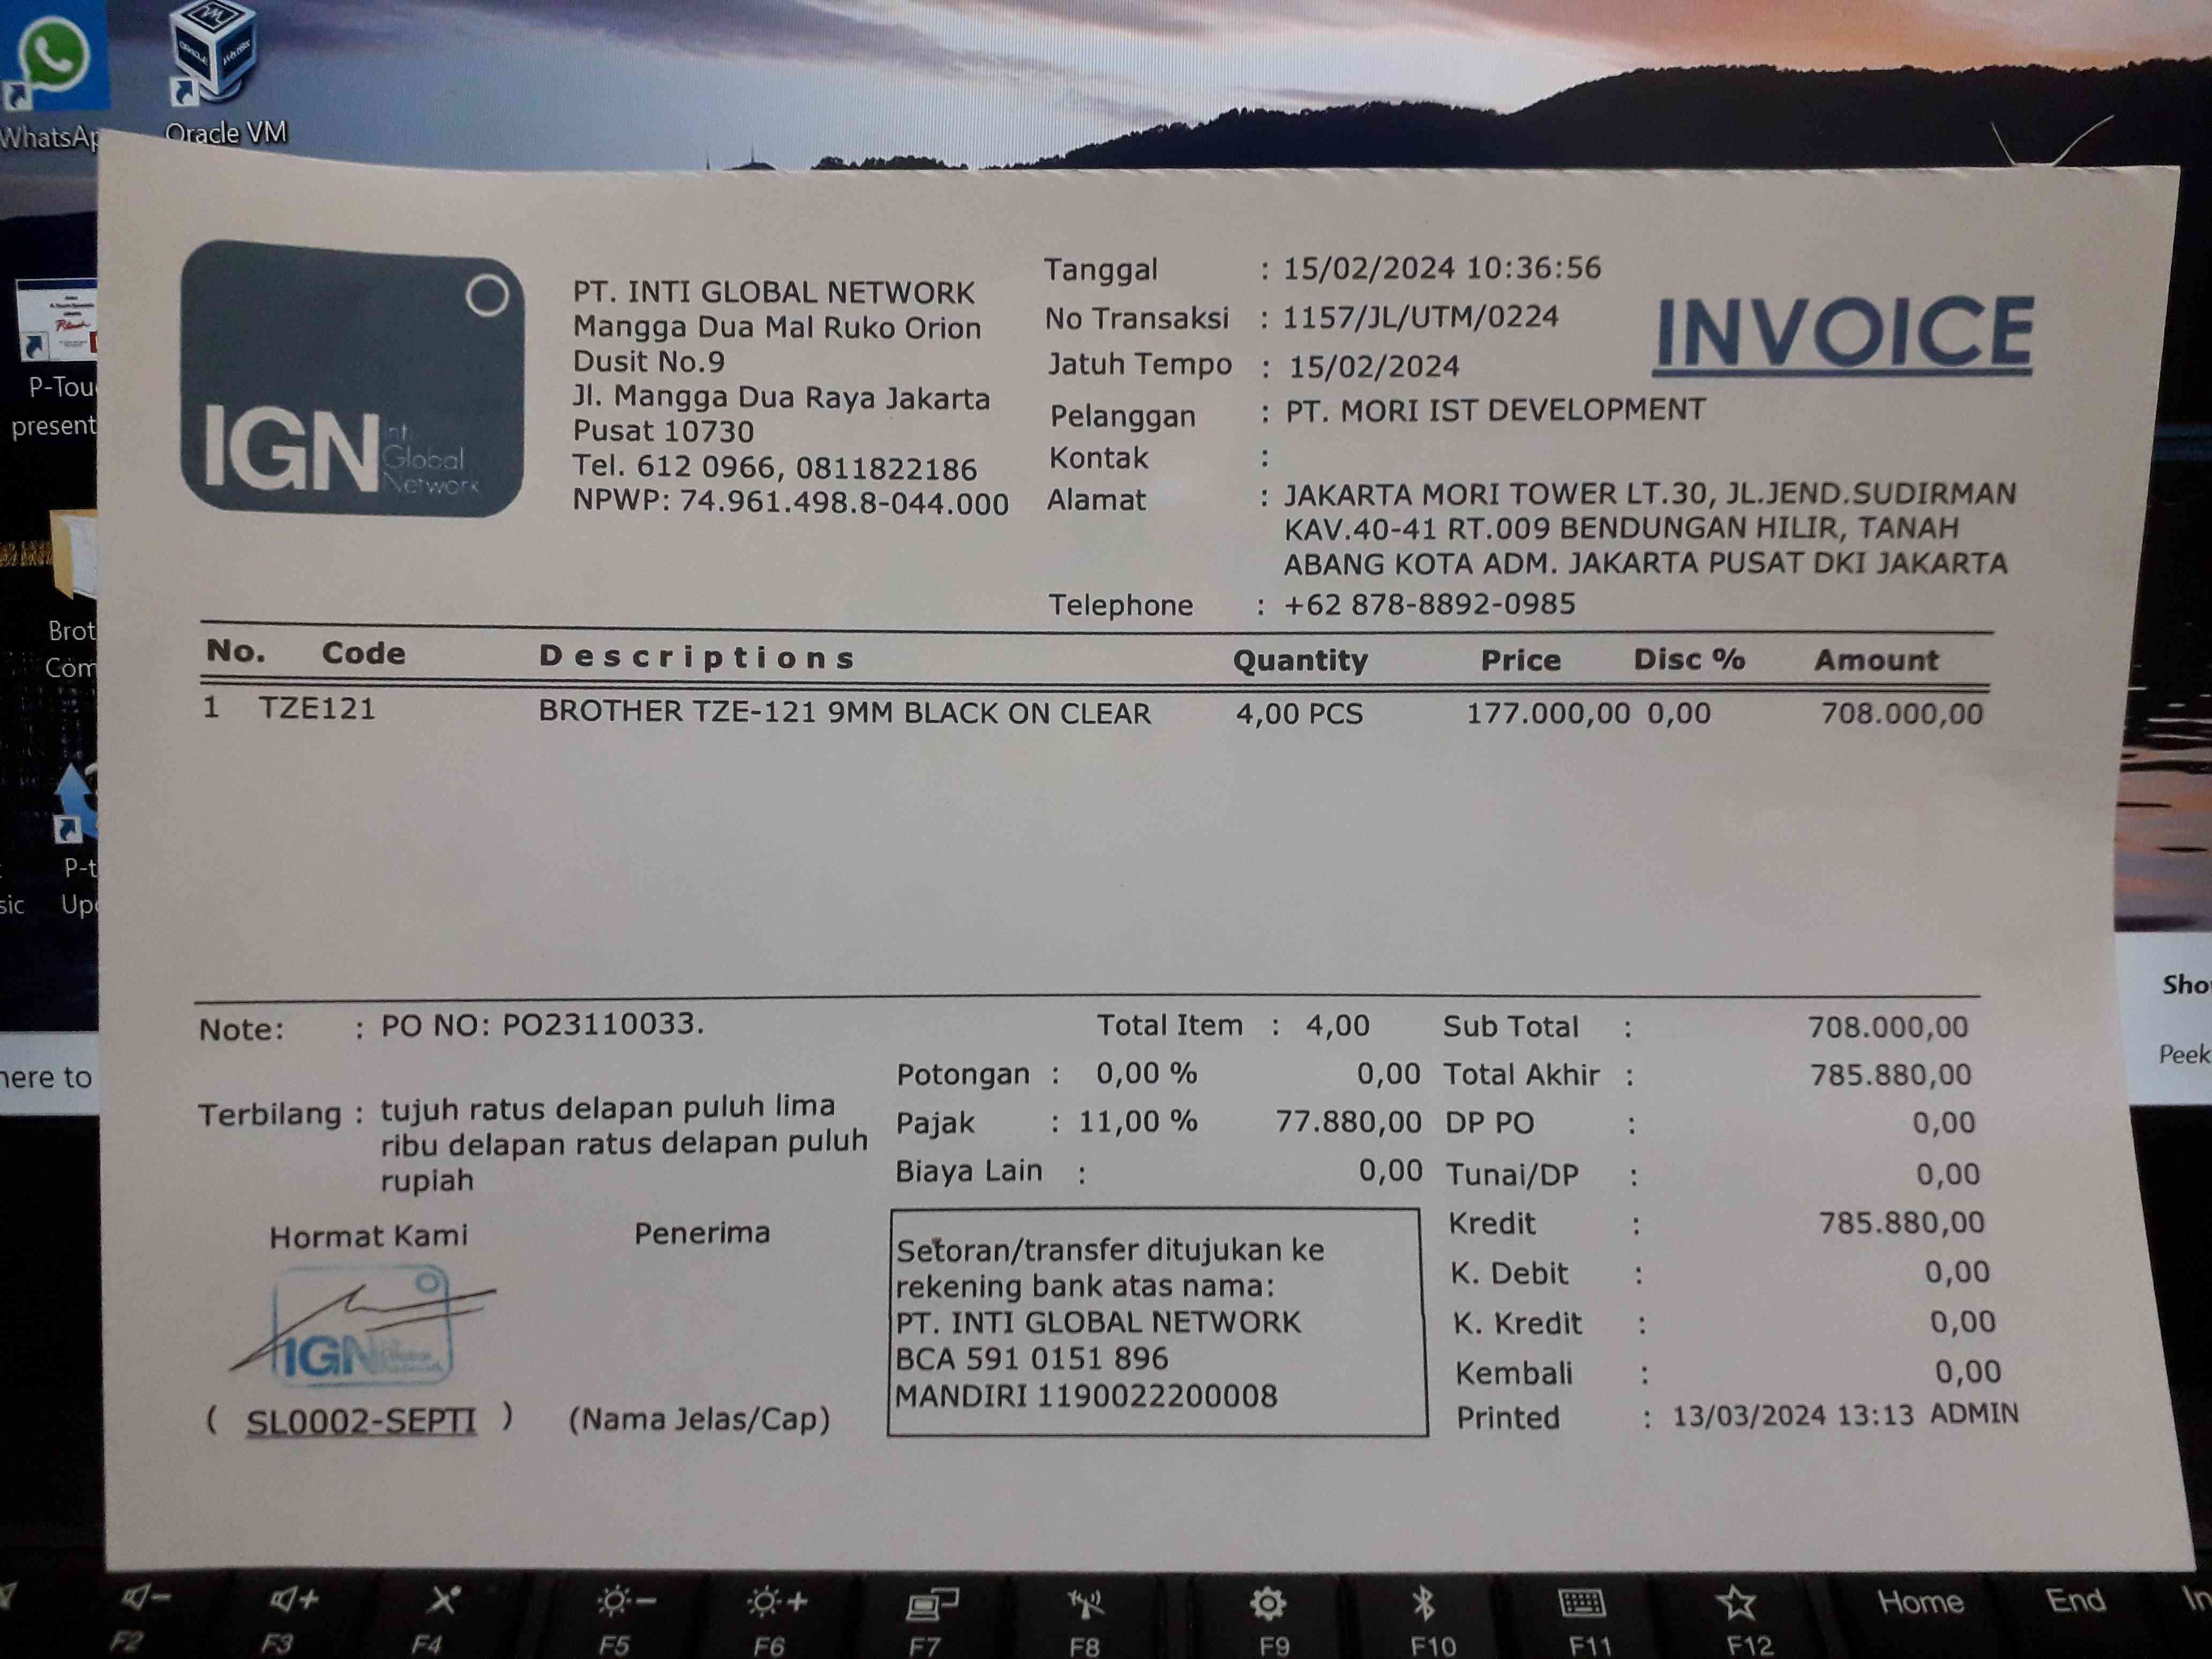 WhatsAp
Oracle VM
P-Tou
present
Brot
Com
P-t
sic Up
here to
Sho
Peek
IGN
Global
Network
PT. INTI GLOBAL NETWORK
Mangga Dua Mal Ruko Orion
Dusit No.9
Jl. Mangga Dua Raya Jakarta
Pusat 10730
Tel. 612 0966, 0811822186
NPWP: 74.961.498.8-044.000
Tanggal : 15/02/2024 10:36:56
No Transaksi : 1157/JL/UTM/0224
Jatuh Tempo : 15/02/2024
Pelanggan : PT. MORI IST DEVELOPMENT
Kontak :
Alamat : JAKARTA MORI TOWER LT.30, JL.JEND.SUDIRMAN
KAV.40-41 RT.009 BENDUNGAN HILIR, TANAH
ABANG KOTA ADM. JAKARTA PUSAT DKI JAKARTA
Telephone : +62 878-8892-0985
INVOICE
No. Code Descriptions Quantity Price Disc % Amount
1 TZE121 BROTHER TZE-121 9MM BLACK ON CLEAR 4,00 PCS 177.000,00 0,00 708.000,00
Note: : PO NO: PO23110033.
Terbilang : tujuh ratus delapan puluh lima
ribu delapan ratus delapan puluh
rupiah
Total Item : 4,00
Potongan : 0,00 % 0,00
Pajak : 11,00 % 77.880,00
Biaya Lain : 0,00
Sub Total : 708.000,00
Total Akhir : 785.880,00
DP PO : 0,00
Tunai/DP : 0,00
Kredit : 785.880,00
K. Debit : 0,00
K. Kredit : 0,00
Kembali : 0,00
Printed : 13/03/2024 13:13 ADMIN
Hormat Kami Penerima
IGN
( SL0002-SEPTI ) (Nama Jelas/Cap)
Setoran/transfer ditujukan ke
rekening bank atas nama:
PT. INTI GLOBAL NETWORK
BCA 591 0151 896
MANDIRI 1190022200008
Home End In
F2 F3 F4 F5 F6 F7 F8 F9 F10 F11 F12